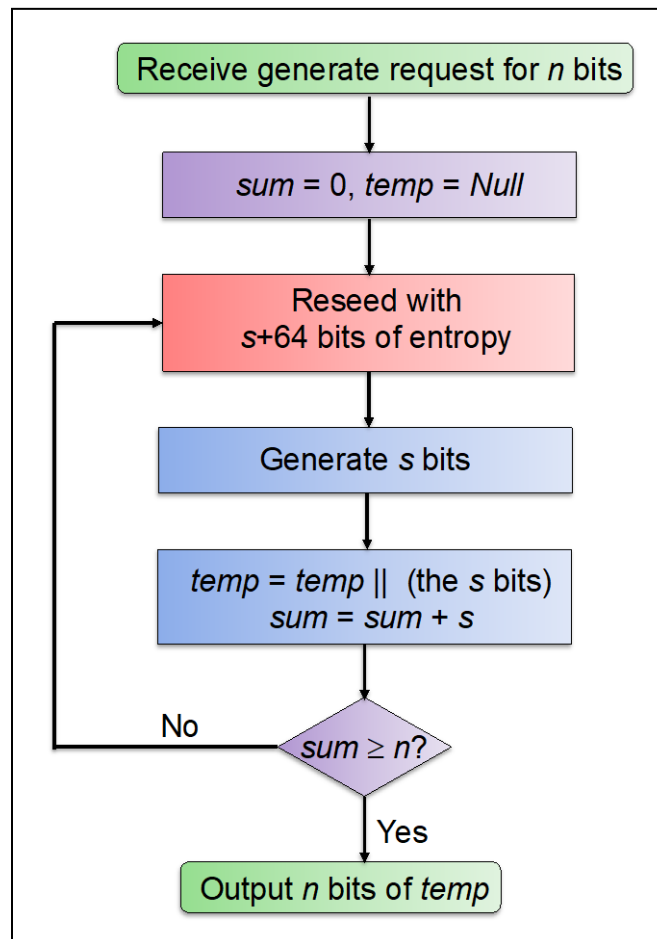 Receive generate request for n bits
sum = 0, temp = Null
Reseed with
s+64 bits of entropy
Generate s bits
temp = temp || (the s bits)
sum = sum + s
sum ≥ n?
No
Yes
Output n bits of temp